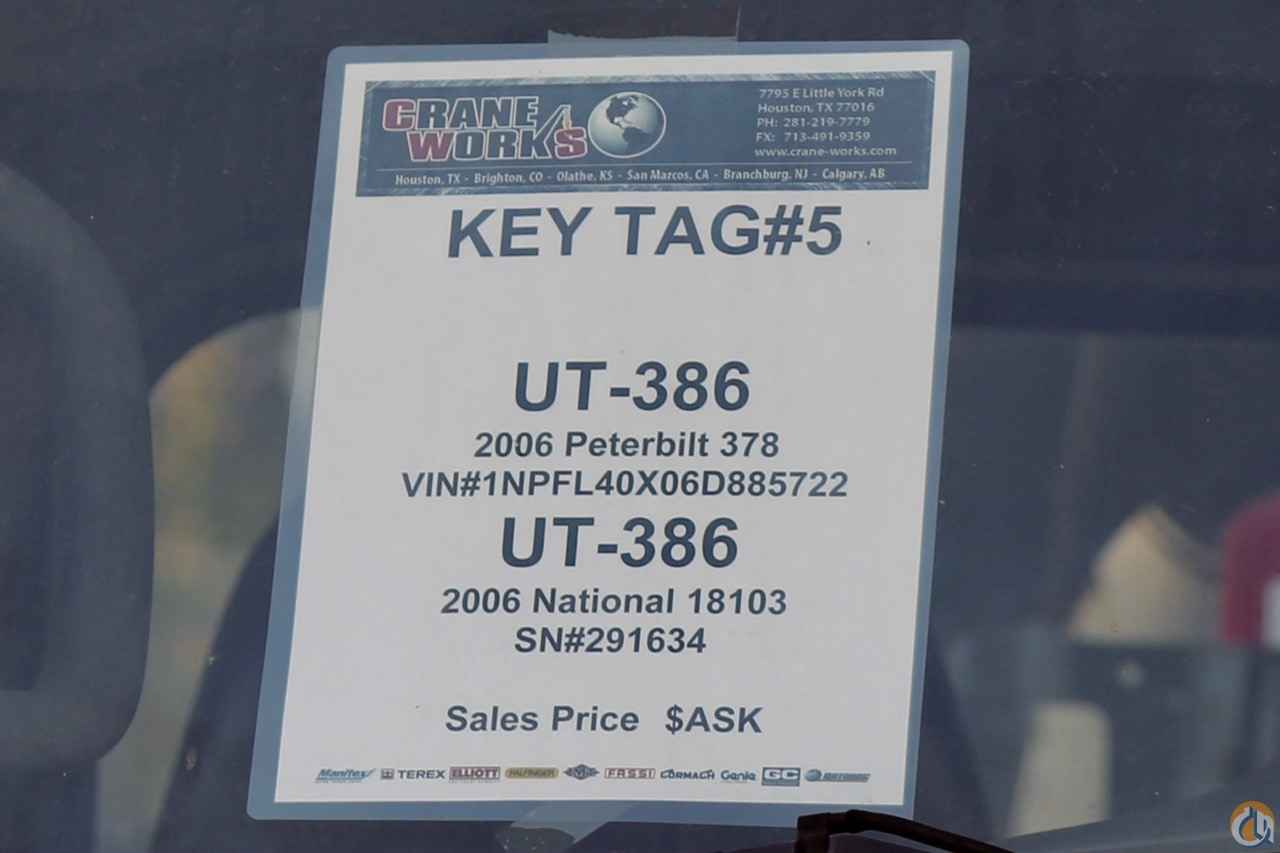 CRANE WORKS
7795 E Little York Rd
Houston, TX 77016
PH: 281-219-7779
FX: 713-491-9359
www.crane-works.com
Houston, TX - Brighton, CO - Olathe, KS - San Marcos, CA - Branchburg, NJ - Calgary, AB
KEY TAG#5
UT-386
2006 Peterbilt 378
VIN#1NPFL40X06D885722
UT-386
2006 National 18103
SN#291634
Sales Price $ASK
Manitex TEREX ELLIOTT PALFINGER FASSI CORMACH Genie GC NATIONAL